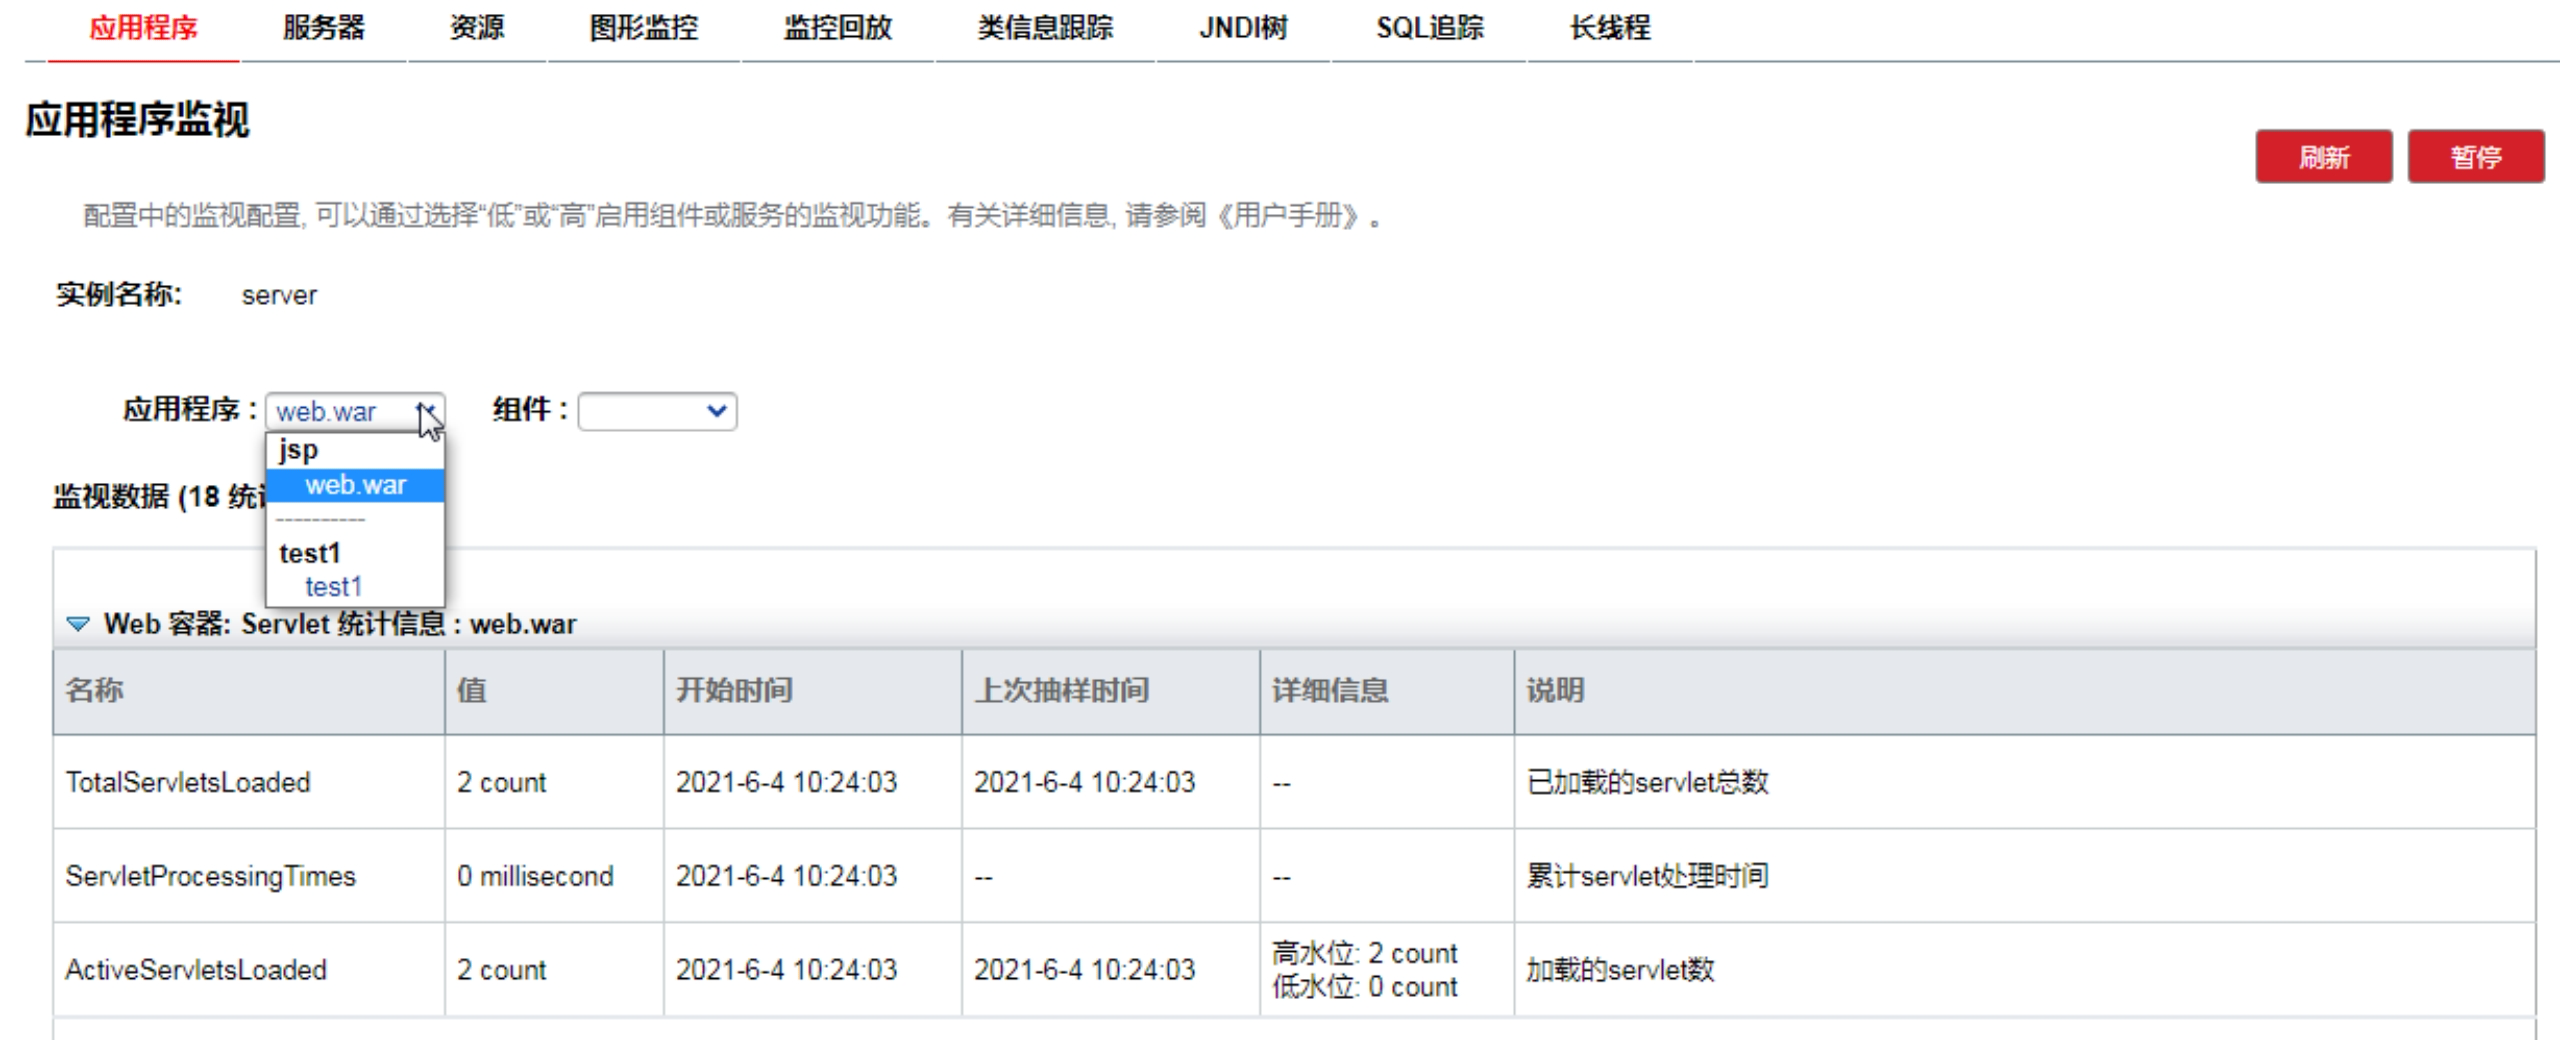 应用程序 服务器 资源 图形监控 监控回放 类信息跟踪 JNDI树 SQL追踪 长线程
应用程序监视
刷新 暂停
配置中的监视配置, 可以通过选择“低”或“高”启用组件或服务的监视功能。有关详细信息, 请参阅《用户手册》。
实例名称: server
应用程序 : web.war 组件 :
jsp
web.war
监视数据 (18 统
----------
test1
test1
Web 容器: Servlet 统计信息 : web.war
名称 值 开始时间 上次抽样时间 详细信息 说明
TotalServletsLoaded 2 count 2021-6-4 10:24:03 2021-6-4 10:24:03 -- 已加载的servlet总数
ServletProcessingTimes 0 millisecond 2021-6-4 10:24:03 -- -- 累计servlet处理时间
ActiveServletsLoaded 2 count 2021-6-4 10:24:03 2021-6-4 10:24:03 高水位: 2 count 加载的servlet数
低水位: 0 count